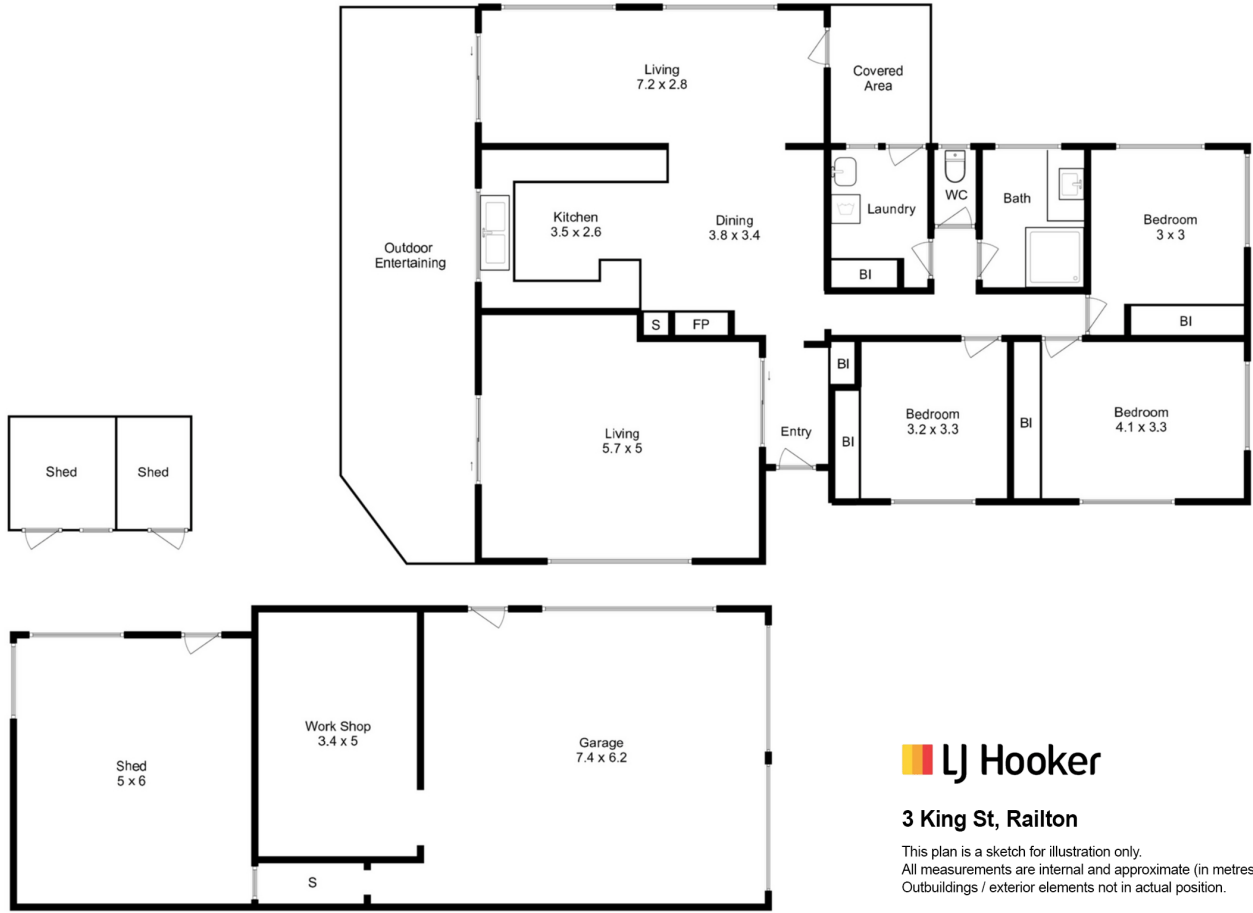 Living
7.2 x 2.8
Covered
Area
Outdoor
Entertaining
Kitchen
3.5 x 2.6
Dining
3.8 x 3.4
Laundry
WC
Bath
Bedroom
3 x 3
BI
BI
S
FP
BI
BI
Living
5.7 x 5
Entry
Bedroom
3.2 x 3.3
BI
Bedroom
4.1 x 3.3
Shed
Shed
Shed
5 x 6
Work Shop
3.4 x 5
Garage
7.4 x 6.2
S
LJ Hooker
3 King St, Railton
This plan is a sketch for illustration only.
All measurements are internal and approximate (in metres
Outbuildings / exterior elements not in actual position.